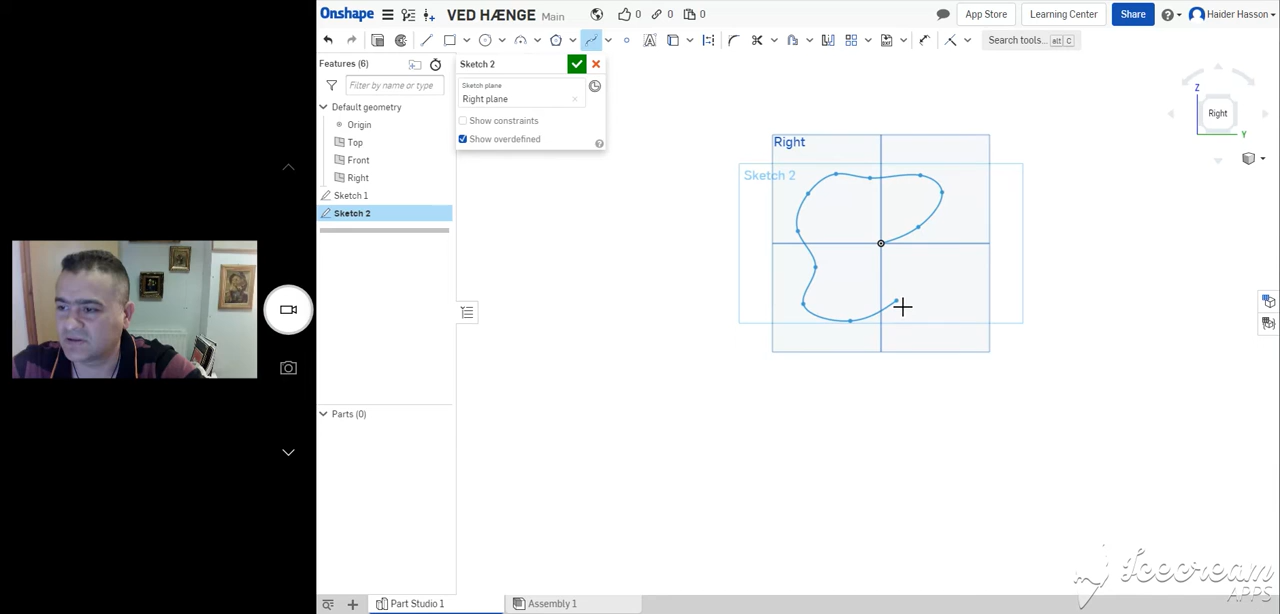 Onshape VED HÆNGE Main 0 0 0 App Store Learning Center Share Haider Hasson
Search tools... alt C
Features (6)
Filter by name or type
Default geometry
Origin
Top
Front
Right
Sketch 1
Sketch 2
Parts (0)
Sketch 2
Sketch plane
Right plane
Show constraints
Show overdefined
Right
Sketch 2
Z
Right
Y
Icecream
APPS
Part Studio 1 Assembly 1